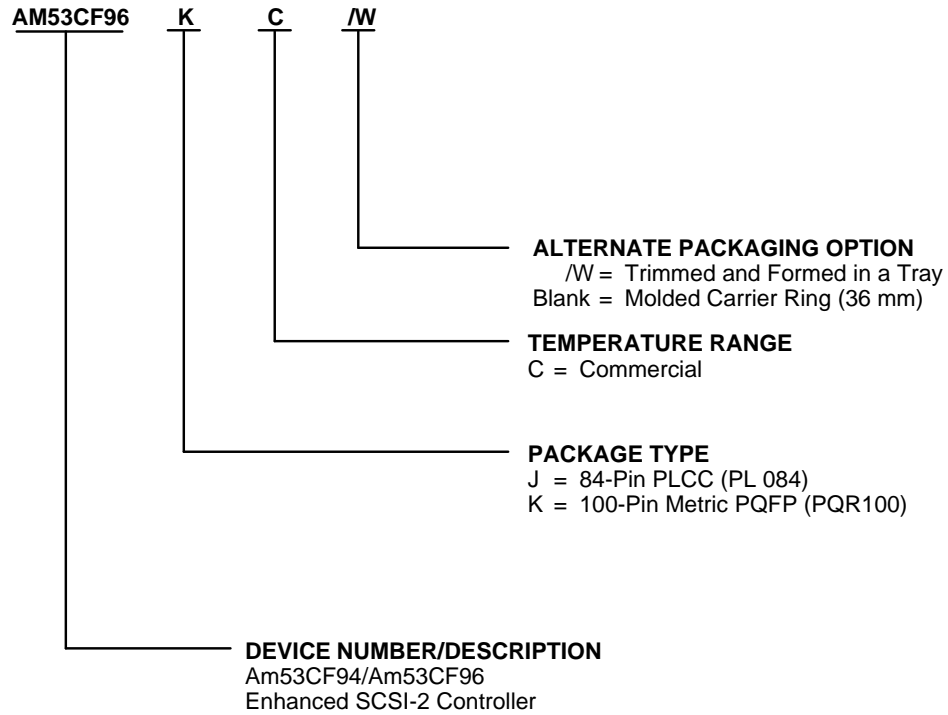 AM53CF96 K C /W
ALTERNATE PACKAGING OPTION
/W = Trimmed and Formed in a Tray
Blank = Molded Carrier Ring (36 mm)
TEMPERATURE RANGE
C = Commercial
PACKAGE TYPE
J = 84-Pin PLCC (PL 084)
K = 100-Pin Metric PQFP (PQR100)
DEVICE NUMBER/DESCRIPTION
Am53CF94/Am53CF96
Enhanced SCSI-2 Controller